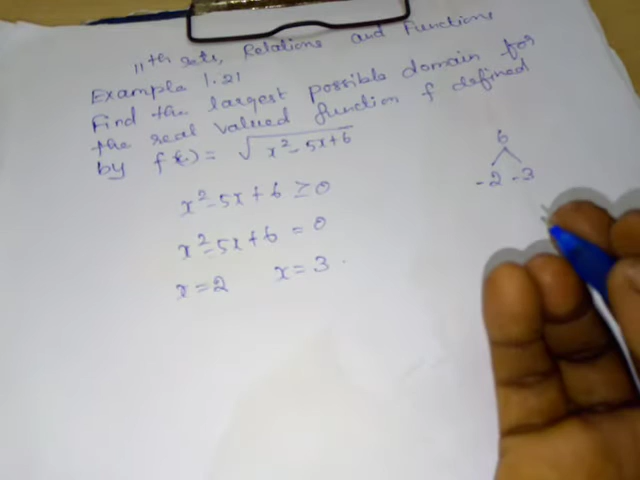 11th sets, Relations and Functions
Example 1.21
Find the largest possible domain for
the real valued function f defined
by f(x) = √x²-5x+6
x²-5x+6 ≥0
x²-5x+6 = 0
x=2 x=3.
6
-2 -3